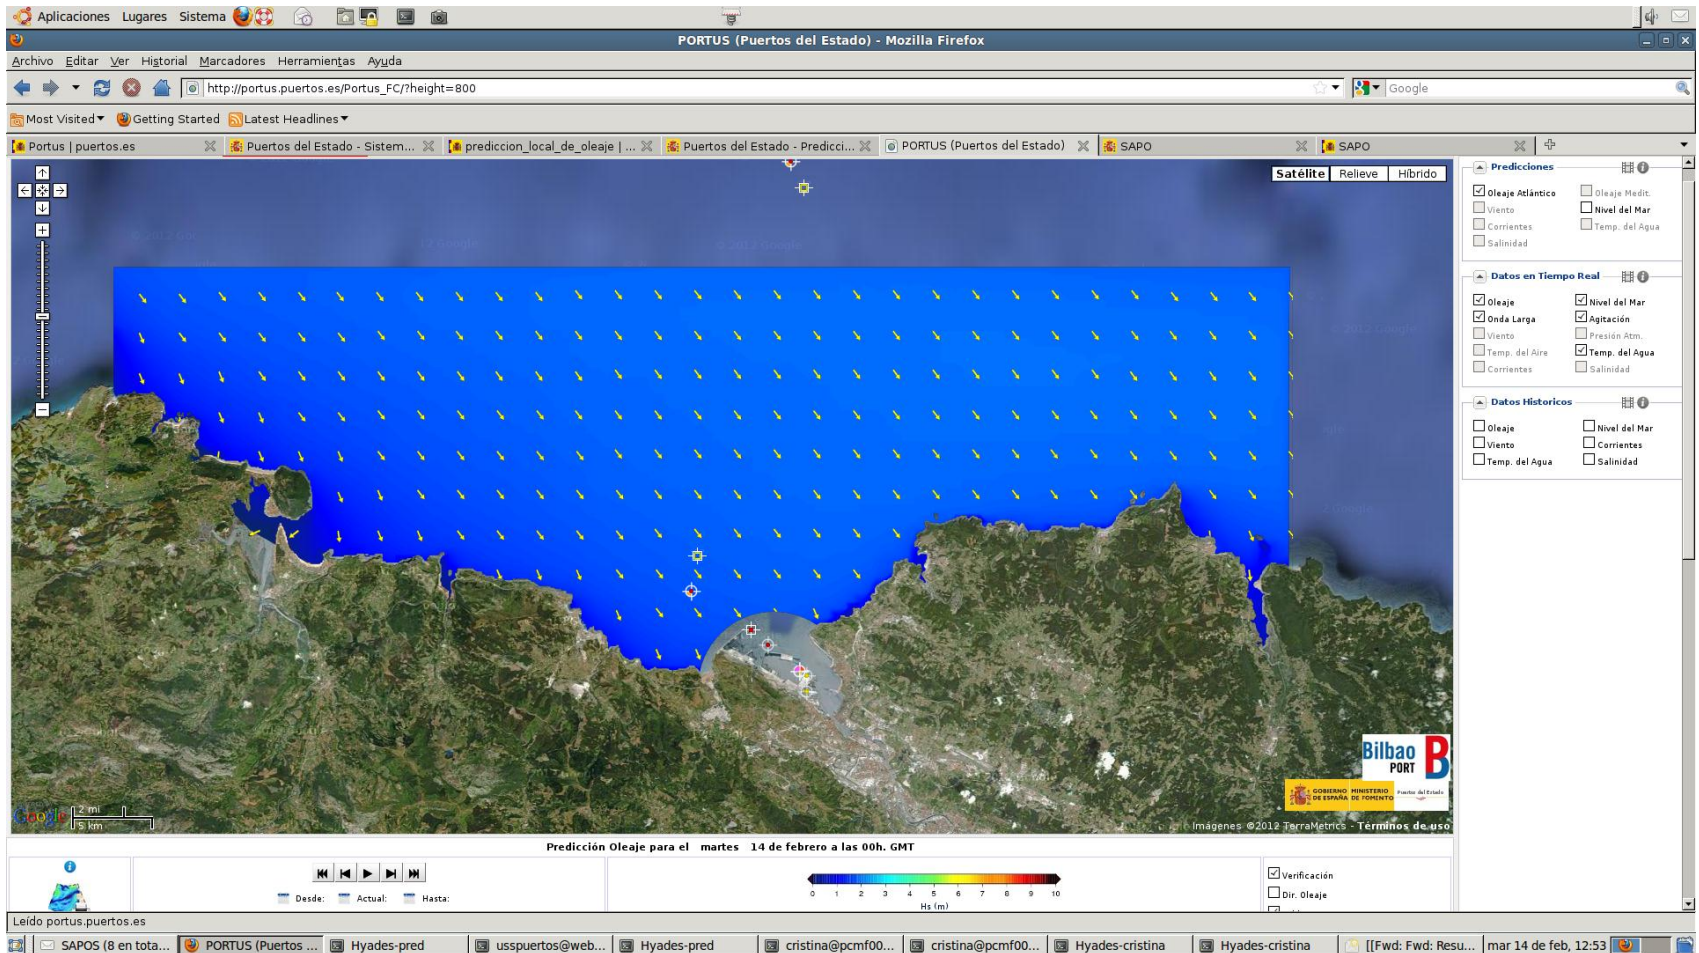 Aplicaciones Lugares Sistema
PORTUS (Puertos del Estado) - Mozilla Firefox
Archivo Editar Ver Historial Marcadores Herramientas Ayuda
http://portus.puertos.es/Portus_FC/?height=800
Google
Most Visited Getting Started Latest Headlines
Portus | puertos.es
Puertos del Estado - Sistem...
prediccion_local_de_oleaje | ...
Puertos del Estado - Predicci...
PORTUS (Puertos del Estado)
SAPO
SAPO
Satélite Relieve Híbrido
Predicciones
Oleaje Atlántico Oleaje Medit.
Viento Nivel del Mar
Corrientes Temp. del Agua
Salinidad
Datos en Tiempo Real
Oleaje Nivel del Mar
Onda Larga Agitación
Viento Presión Atm.
Temp. del Aire Temp. del Agua
Corrientes Salinidad
Datos Historicos
Oleaje Nivel del Mar
Viento Corrientes
Temp. del Agua Salinidad
Bilbao
PORT
GOBIERNO MINISTERIO
DE ESPAÑA DE FOMENTO
Puertos del Estado
Google
2 mi
5 km
Imágenes ©2012 TerraMetrics - Términos de uso
Predicción Oleaje para el martes 14 de febrero a las 00h. GMT
Desde: Actual: Hasta:
0 1 2 3 4 5 6 7 8 9 10
Hs (m)
Verificación
Dir. Oleaje
Leído portus.puertos.es
SAPOS (8 en tota...
PORTUS (Puertos ...
Hyades-pred
usspuertos@web...
Hyades-pred
cristina@pcmf00...
cristina@pcmf00...
Hyades-cristina
Hyades-cristina
[[Fwd: Fwd: Resu...
mar 14 de feb, 12:53